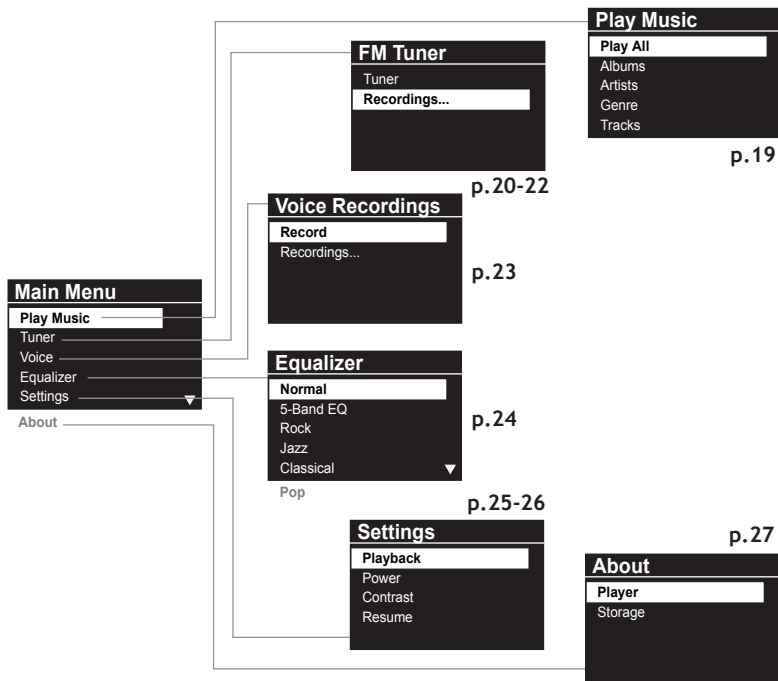 Play Music
Play All
Albums
Artists
Genre
Tracks
p.19
FM Tuner
Tuner
Recordings...
p.20-22
Voice Recordings
Record
Recordings...
p.23
Main Menu
Play Music
Tuner
Voice
Equalizer
Settings
About
Equalizer
Normal
5-Band EQ
Rock
Jazz
Classical
Pop
p.24
p.25-26
Settings
Playback
Power
Contrast
Resume
p.27
About
Player
Storage